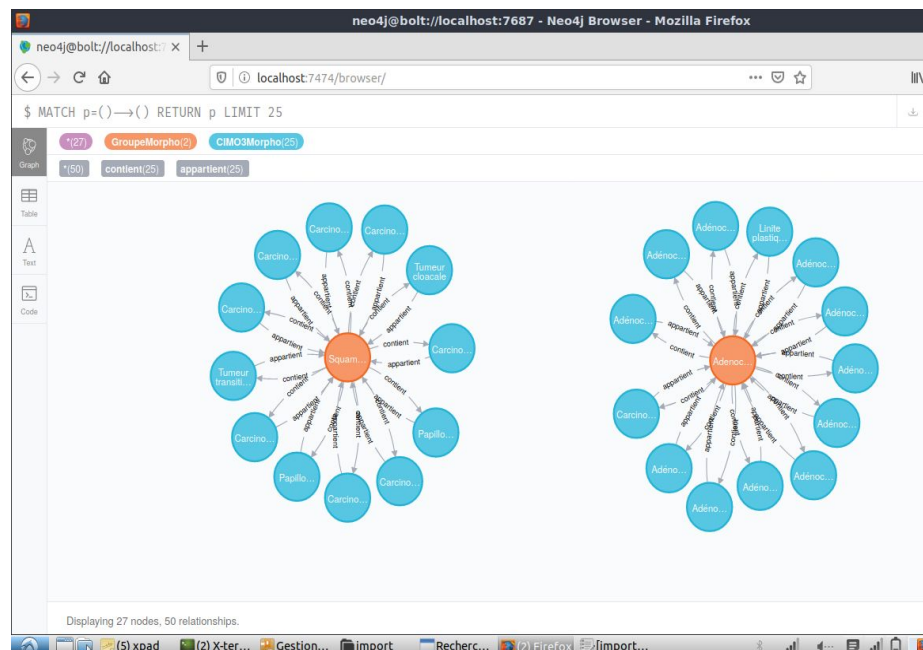 neo4j@bolt://localhost:7687 - Neo4j Browser - Mozilla Firefox
neo4j@bolt://localhost:7
localhost:7474/browser/
$ MATCH p=()-->() RETURN p LIMIT 25
*(27) GroupeMorpho(2) CIMO3Morpho(25)
*(50) contient(25) appartient(25)
Graph
Table
A
Text
Code
Carcino...
Carcino...
Carcino...
Tumeur
cloacale
Carcino...
Carcino...
Squam...
Tumeur
transiti...
Carcino...
Papillo...
Papillo...
Carcino...
Carcino...
contient
appartient
Adénoc...
Linite
plastiq...
Adénoc...
Adénoc...
Adénoc...
Adénoc...
Adenoc...
Adéno...
Carcino...
Adénoc...
Adéno...
Adénoc...
Adéno...
Adéno...
contient
appartient
Displaying 27 nodes, 50 relationships.
(5) xpad (2) X-ter... Gestion... import Recherc... (2) Firefox [import...